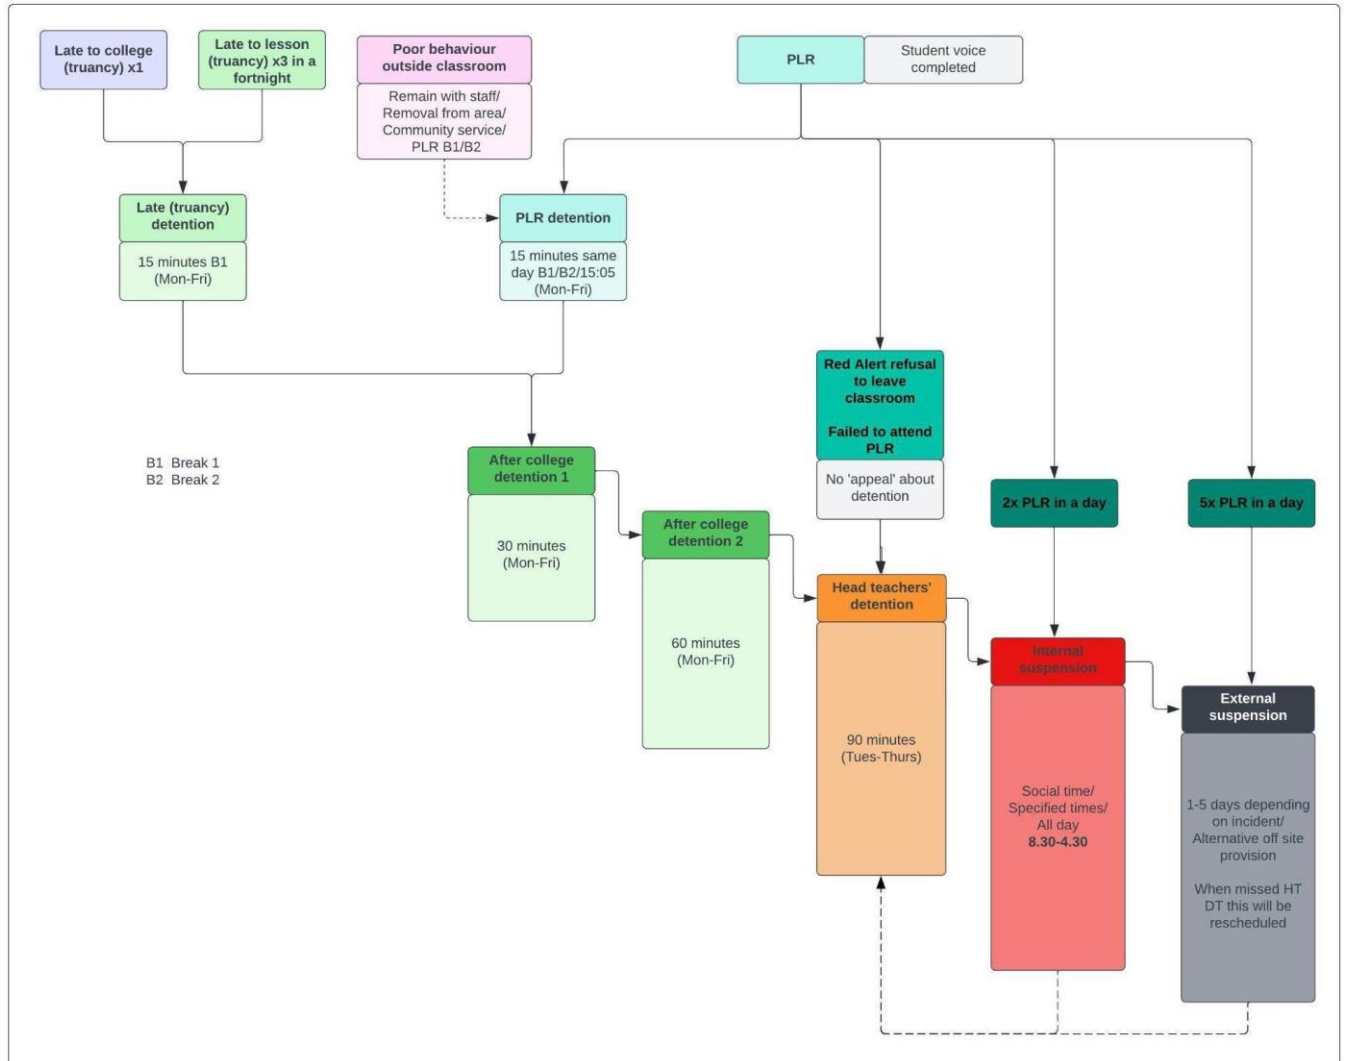 Late to college
(truancy) x1
Late to lesson
(truancy) x3 in a
fortnight
Poor behaviour
outside classroom
Remain with staff/
Removal from area/
Community service/
PLR B1/B2
PLR
Student voice
completed
Late (truancy)
detention
15 minutes B1
(Mon-Fri)
PLR detention
15 minutes same
day B1/B2/15:05
(Mon-Fri)
Red Alert refusal
to leave
classroom
Failed to attend
PLR
No 'appeal' about
detention
B1 Break 1
B2 Break 2
After college
detention 1
30 minutes
(Mon-Fri)
After college
detention 2
60 minutes
(Mon-Fri)
2x PLR in a day
5x PLR in a day
Head teachers'
detention
90 minutes
(Tues-Thurs)
Internal
suspension
Social time/
Specified times/
All day
8.30-4.30
External
suspension
1-5 days depending
on incident/
Alternative off site
provision
When missed HT
DT this will be
rescheduled